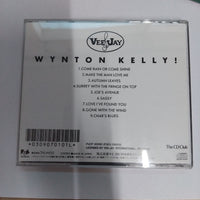 VEE JAY
WYNTON KELLY!
1.COME RAIN OR COME SHINE
2.MAKE THE MAN LOVE ME
3.AUTUMN LEAVES
4.SURREY WITH THE FRINGE ON TOP
5.JOE'S AVENUE
6.SASSY
7.LOVE I'VE FOUND YOU
8.GONE WITH THE WIND
9.CHAR'S BLUES
The CD Club